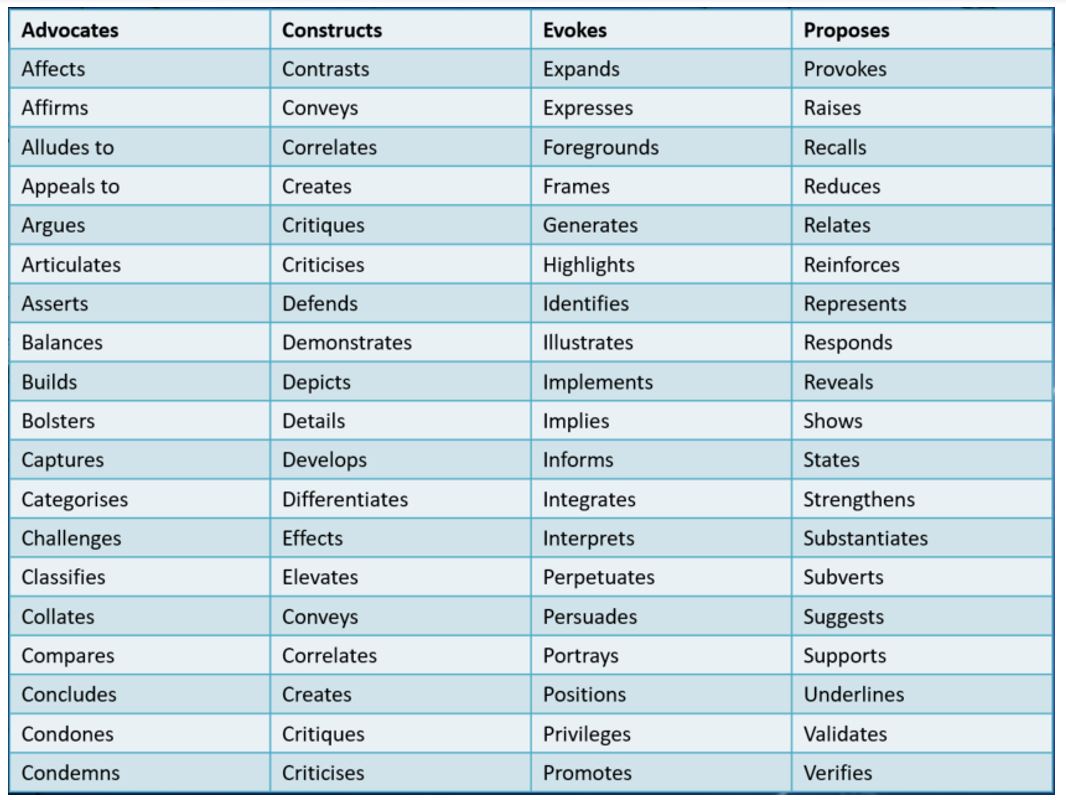 Advocates Constructs Evokes Proposes
Affects Contrasts Expands Provokes
Affirms Conveys Expresses Raises
Alludes to Correlates Foregrounds Recalls
Appeals to Creates Frames Reduces
Argues Critiques Generates Relates
Articulates Criticises Highlights Reinforces
Asserts Defends Identifies Represents
Balances Demonstrates Illustrates Responds
Builds Depicts Implements Reveals
Bolsters Details Implies Shows
Captures Develops Informs States
Categorises Differentiates Integrates Strengthens
Challenges Effects Interprets Substantiates
Classifies Elevates Perpetuates Subverts
Collates Conveys Persuades Suggests
Compares Correlates Portrays Supports
Concludes Creates Positions Underlines
Condones Critiques Privileges Validates
Condemns Criticises Promotes Verifies